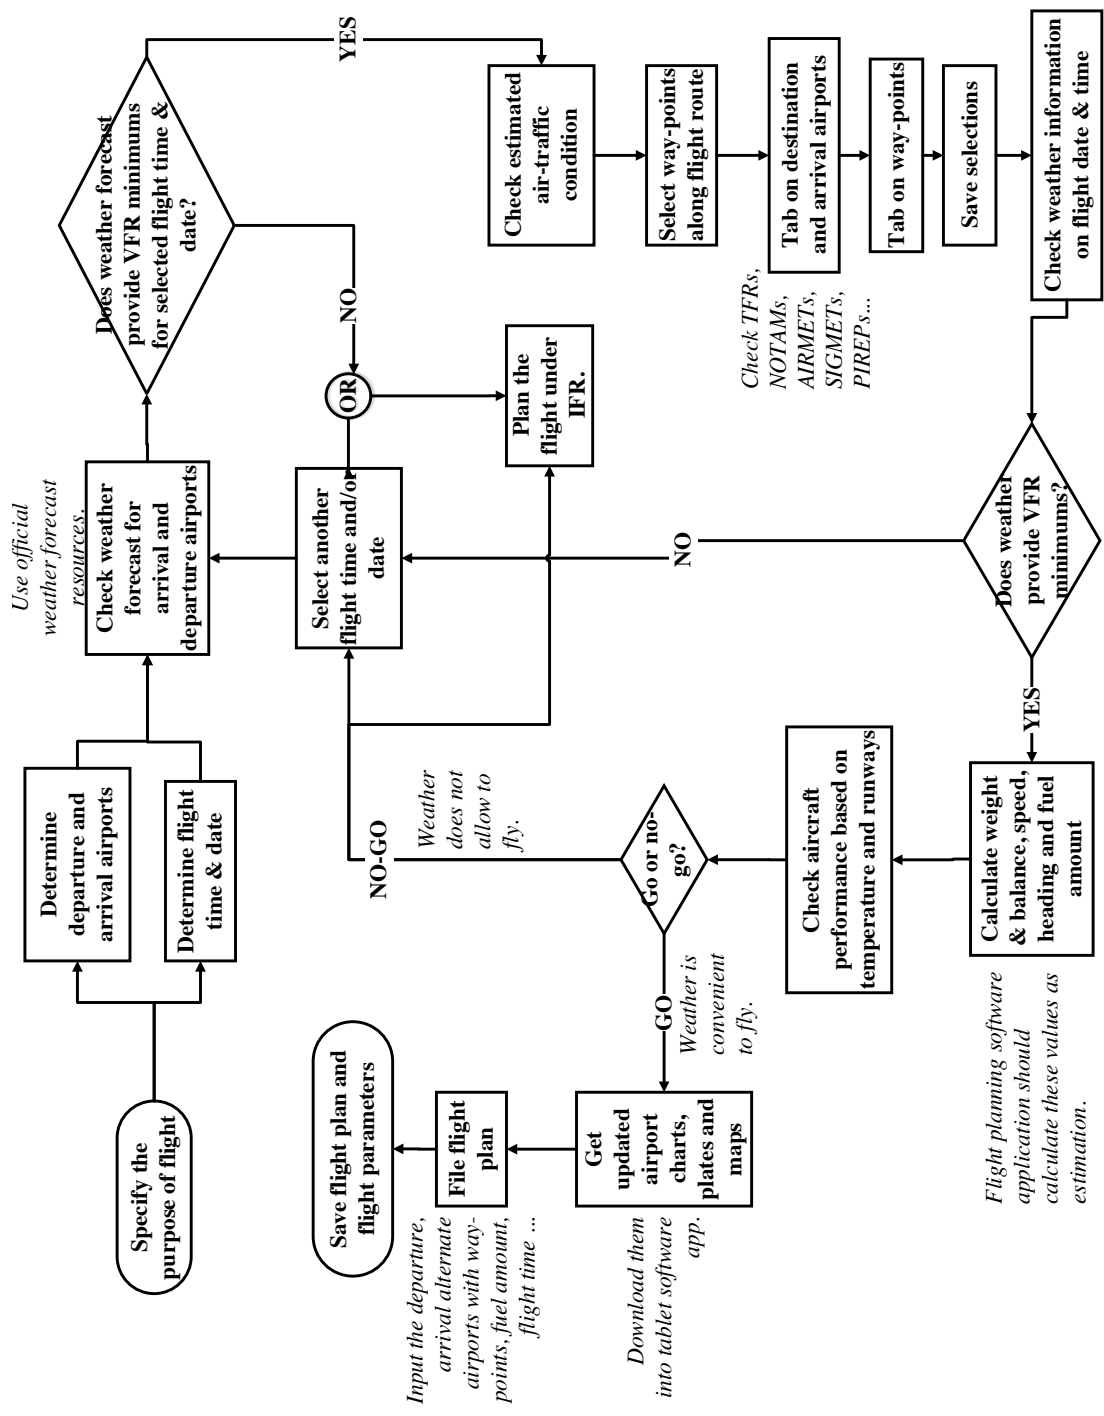 Specify the
purpose of flight
Determine
departure and
arrival airports
Determine flight
time & date
Use official
weather forecast
resources.
Check weather
forecast for
arrival and
departure airports
Does weather forecast
provide VFR minimums
for selected flight time &
date?
YES
NO
OR
Select another
flight time and/or
date
Plan the
flight under
IFR.
Check estimated
air-traffic
condition
Select way-points
along flight route
Tab on destination
and arrival airports
Check TFRs,
NOTAMs,
AIRMETs,
SIGMETs,
PIREPs...
Tab on way-points
Save selections
Check weather information
on flight date & time
Does weather
provide VFR
minimums?
NO
YES
Calculate weight
& balance, speed,
heading and fuel
amount
Flight planning software
application should
calculate these values as
estimation.
Check aircraft
performance based on
temperature and runways
Go or no-
go?
NO-GO
Weather
does not
allow to
fly.
GO
Weather is
convenient
to fly.
Get
updated
airport
charts,
plates and
maps
Download them
into tablet software
app.
File flight
plan
Input the departure,
arrival alternate
airports with way-
points, fuel amount,
flight time ...
Save flight plan and
flight parameters